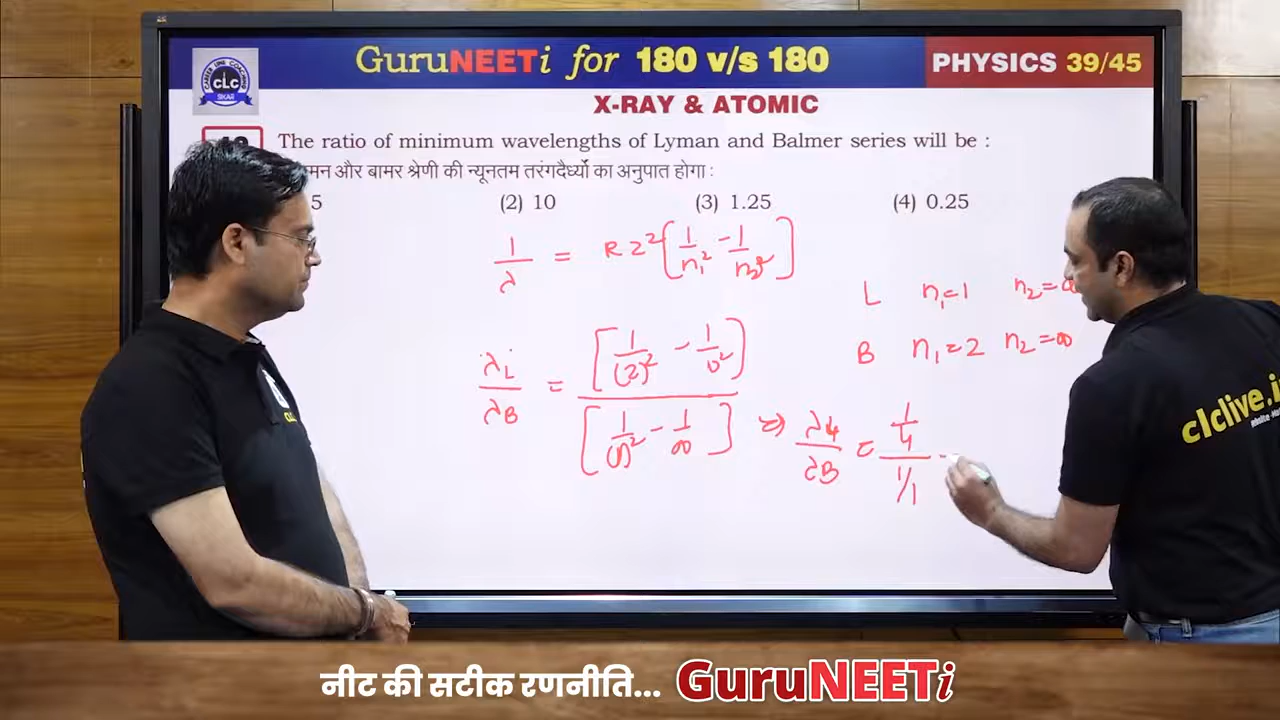 GuruNEETi for 180 v/s 180
PHYSICS 39/45
CLC
SIKAR
X-RAY & ATOMIC
The ratio of minimum wavelengths of Lyman and Balmer series will be :
मन और बामर श्रेणी की न्यूनतम तरंगदैर्ध्यों का अनुपात होगा :
5 (2) 10 (3) 1.25 (4) 0.25
1/λ = RZ²[1/n₁² - 1/n₂²]
L n₁=1 n₂=∞
B n₁=2 n₂=∞
λL/λB = [1/(2)² - 1/∞²] / [1/(1)² - 1/∞] ⇒ λL/λB = (1/4)/(1/1)
clclive.i
नीट की सटीक रणनीति... GuruNEETi